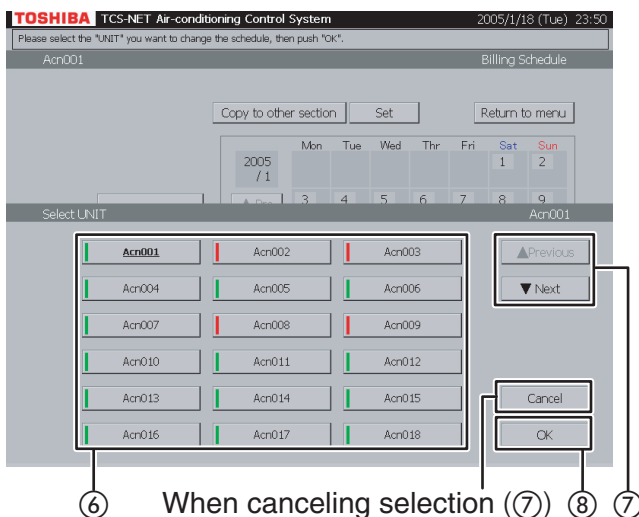 TOSHIBA TCS-NET Air-conditioning Control System 2005/1/18 (Tue) 23:50
Please select the "UNIT" you want to change the schedule, then push "OK".
Acn001 Billing Schedule
Copy to other section Set Return to menu
Mon Tue Wed Thr Fri Sat Sun
2005 1 2
/ 1
3 4 5 6 7 8 9
Select UNIT Acn001
Acn001 Acn002 Acn003 ▲Previous
Acn004 Acn005 Acn006 ▼ Next
Acn007 Acn008 Acn009
Acn010 Acn011 Acn012
Acn013 Acn014 Acn015 Cancel
Acn016 Acn017 Acn018 OK
⑥ When canceling selection (⑦) ⑧ ⑦